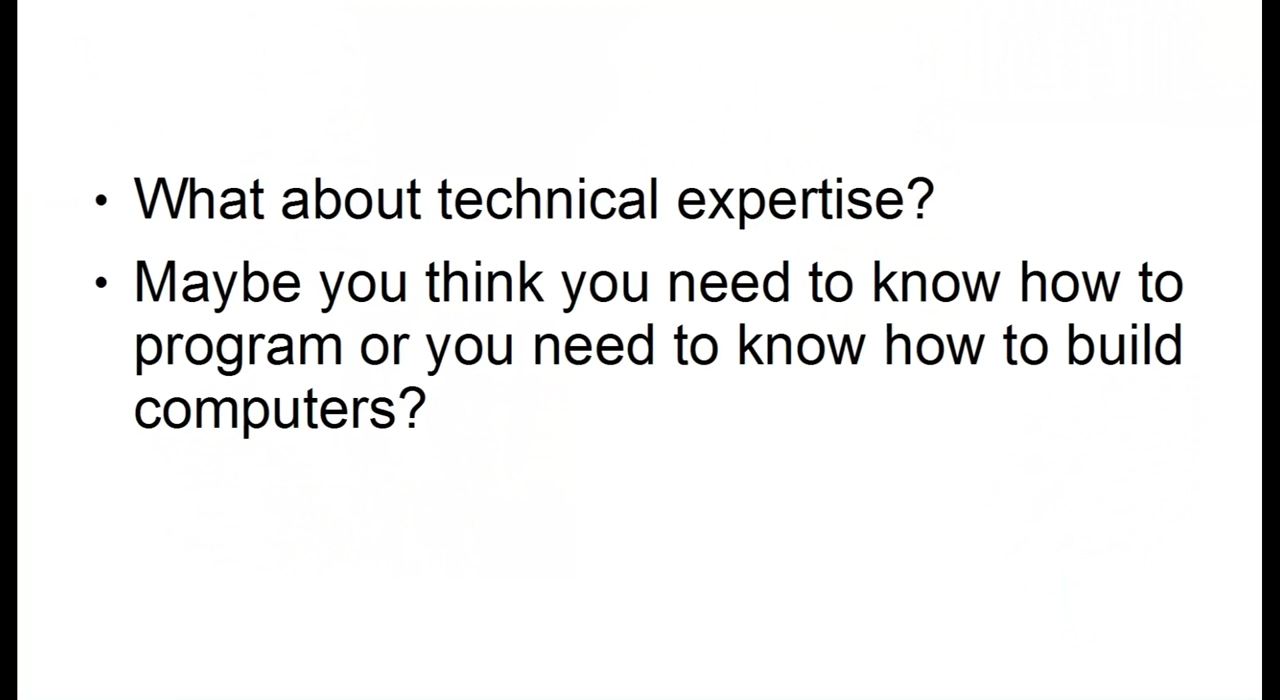 • What about technical expertise?
• Maybe you think you need to know how to
program or you need to know how to build
computers?